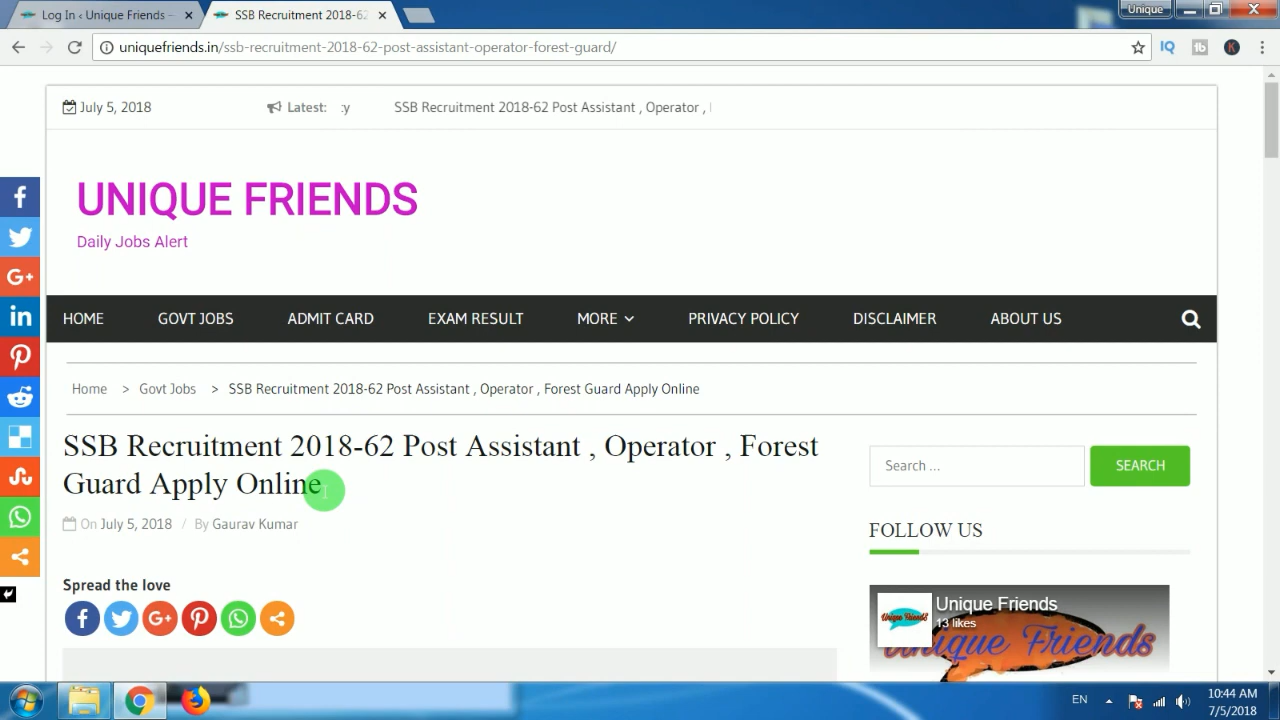 Log In ‹ Unique Friends –
SSB Recruitment 2018-62
Unique
uniquefriends.in/ssb-recruitment-2018-62-post-assistant-operator-forest-guard/
IQ
tb
K
July 5, 2018
Latest:
:y
SSB Recruitment 2018-62 Post Assistant , Operator ,
UNIQUE FRIENDS
Daily Jobs Alert
HOME
GOVT JOBS
ADMIT CARD
EXAM RESULT
MORE
PRIVACY POLICY
DISCLAIMER
ABOUT US
Home > Govt Jobs > SSB Recruitment 2018-62 Post Assistant , Operator , Forest Guard Apply Online
SSB Recruitment 2018-62 Post Assistant , Operator , Forest
Guard Apply Online
On July 5, 2018 / By Gaurav Kumar
Search ...
SEARCH
FOLLOW US
Spread the love
Unique Friends
13 likes
Unique Friends
EN
10:44 AM
7/5/2018